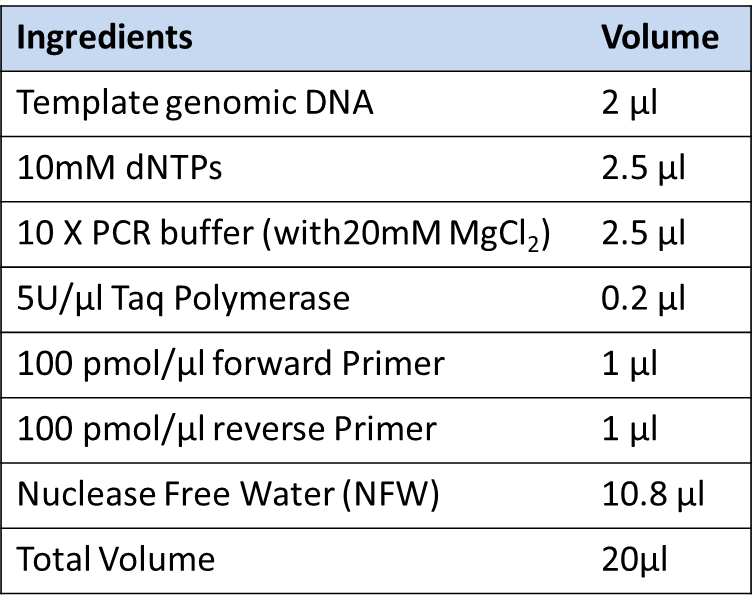 Ingredients Volume
Template genomic DNA 2 µl
10mM dNTPs 2.5 µl
10 X PCR buffer (with20mM MgCl₂) 2.5 µl
5U/µl Taq Polymerase 0.2 µl
100 pmol/µl forward Primer 1 µl
100 pmol/µl reverse Primer 1 µl
Nuclease Free Water (NFW) 10.8 µl
Total Volume 20µl